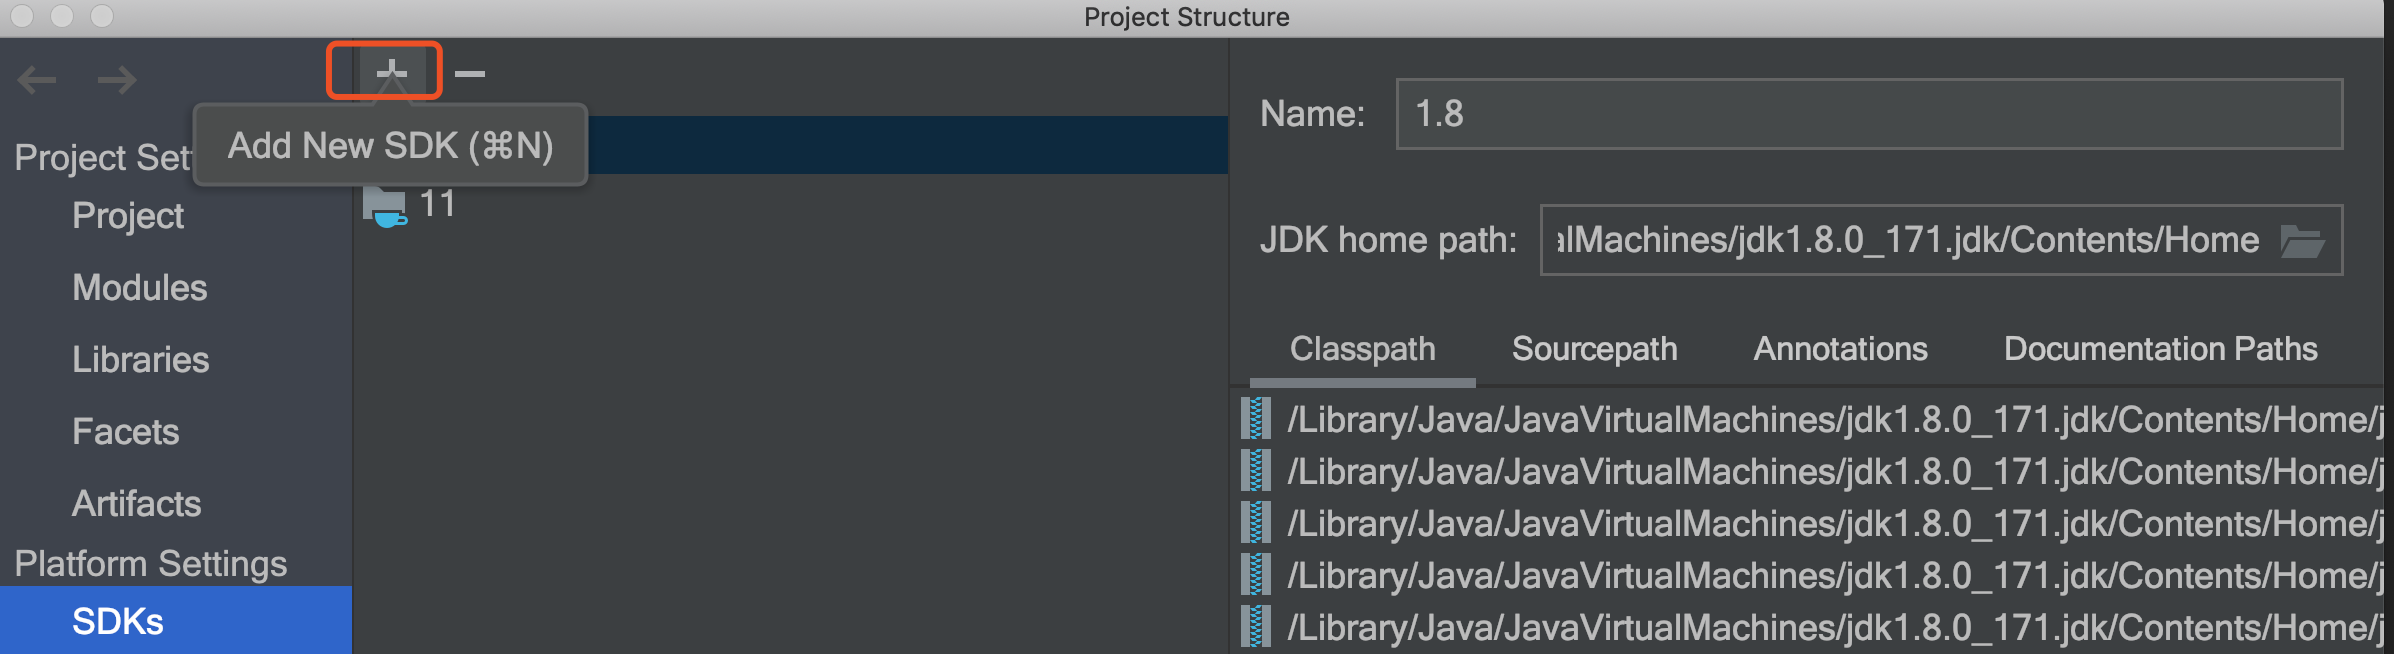 Project Structure
Add New SDK (⌘N)
Project Set
Project
Modules
Libraries
Facets
Artifacts
Platform Settings
SDKs
11
Name: 1.8
JDK home path: alMachines/jdk1.8.0_171.jdk/Contents/Home
Classpath Sourcepath Annotations Documentation Paths
/Library/Java/JavaVirtualMachines/jdk1.8.0_171.jdk/Contents/Home/j
/Library/Java/JavaVirtualMachines/jdk1.8.0_171.jdk/Contents/Home/j
/Library/Java/JavaVirtualMachines/jdk1.8.0_171.jdk/Contents/Home/j
/Library/Java/JavaVirtualMachines/jdk1.8.0_171.jdk/Contents/Home/j
/Library/Java/JavaVirtualMachines/jdk1.8.0_171.jdk/Contents/Home/j